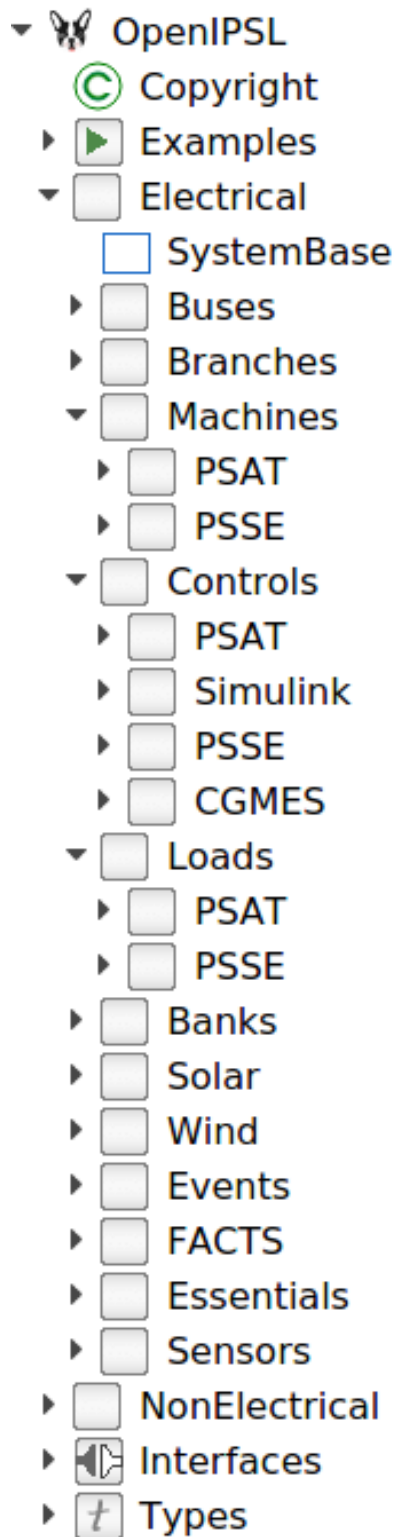 OpenIPSL
Copyright
Examples
Electrical
SystemBase
Buses
Branches
Machines
PSAT
PSSE
Controls
PSAT
Simulink
PSSE
CGMES
Loads
PSAT
PSSE
Banks
Solar
Wind
Events
FACTS
Essentials
Sensors
NonElectrical
Interfaces
Types